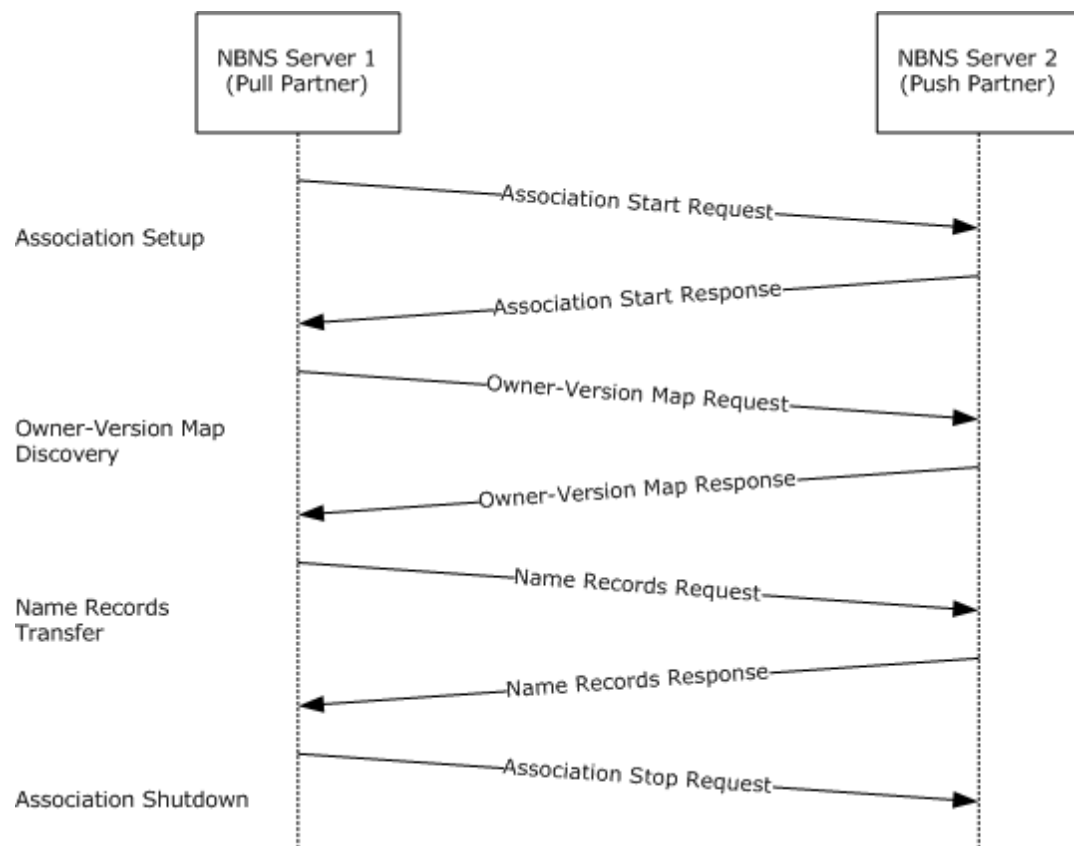 NBNS Server 1
(Pull Partner)
NBNS Server 2
(Push Partner)
Association Start Request
Association Setup
Association Start Response
Owner-Version Map Request
Owner-Version Map
Discovery
Owner-Version Map Response
Name Records Request
Name Records
Transfer
Name Records Response
Association Stop Request
Association Shutdown